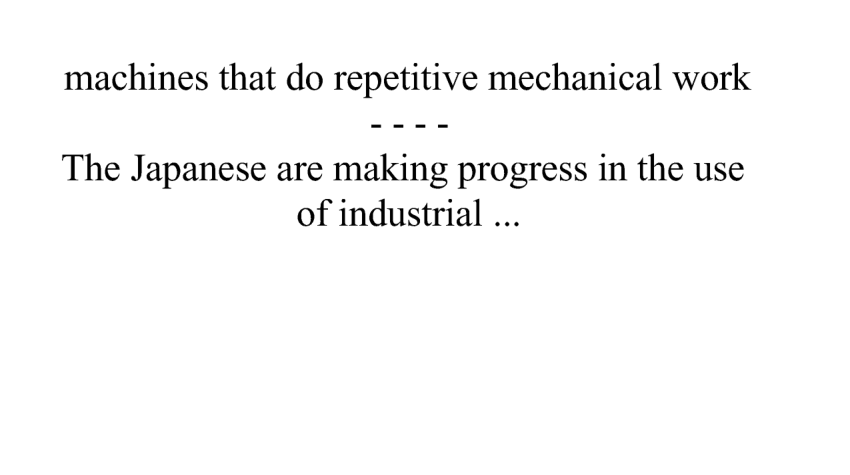 machines that do repetitive mechanical work
- - - -
The Japanese are making progress in the use
of industrial ...